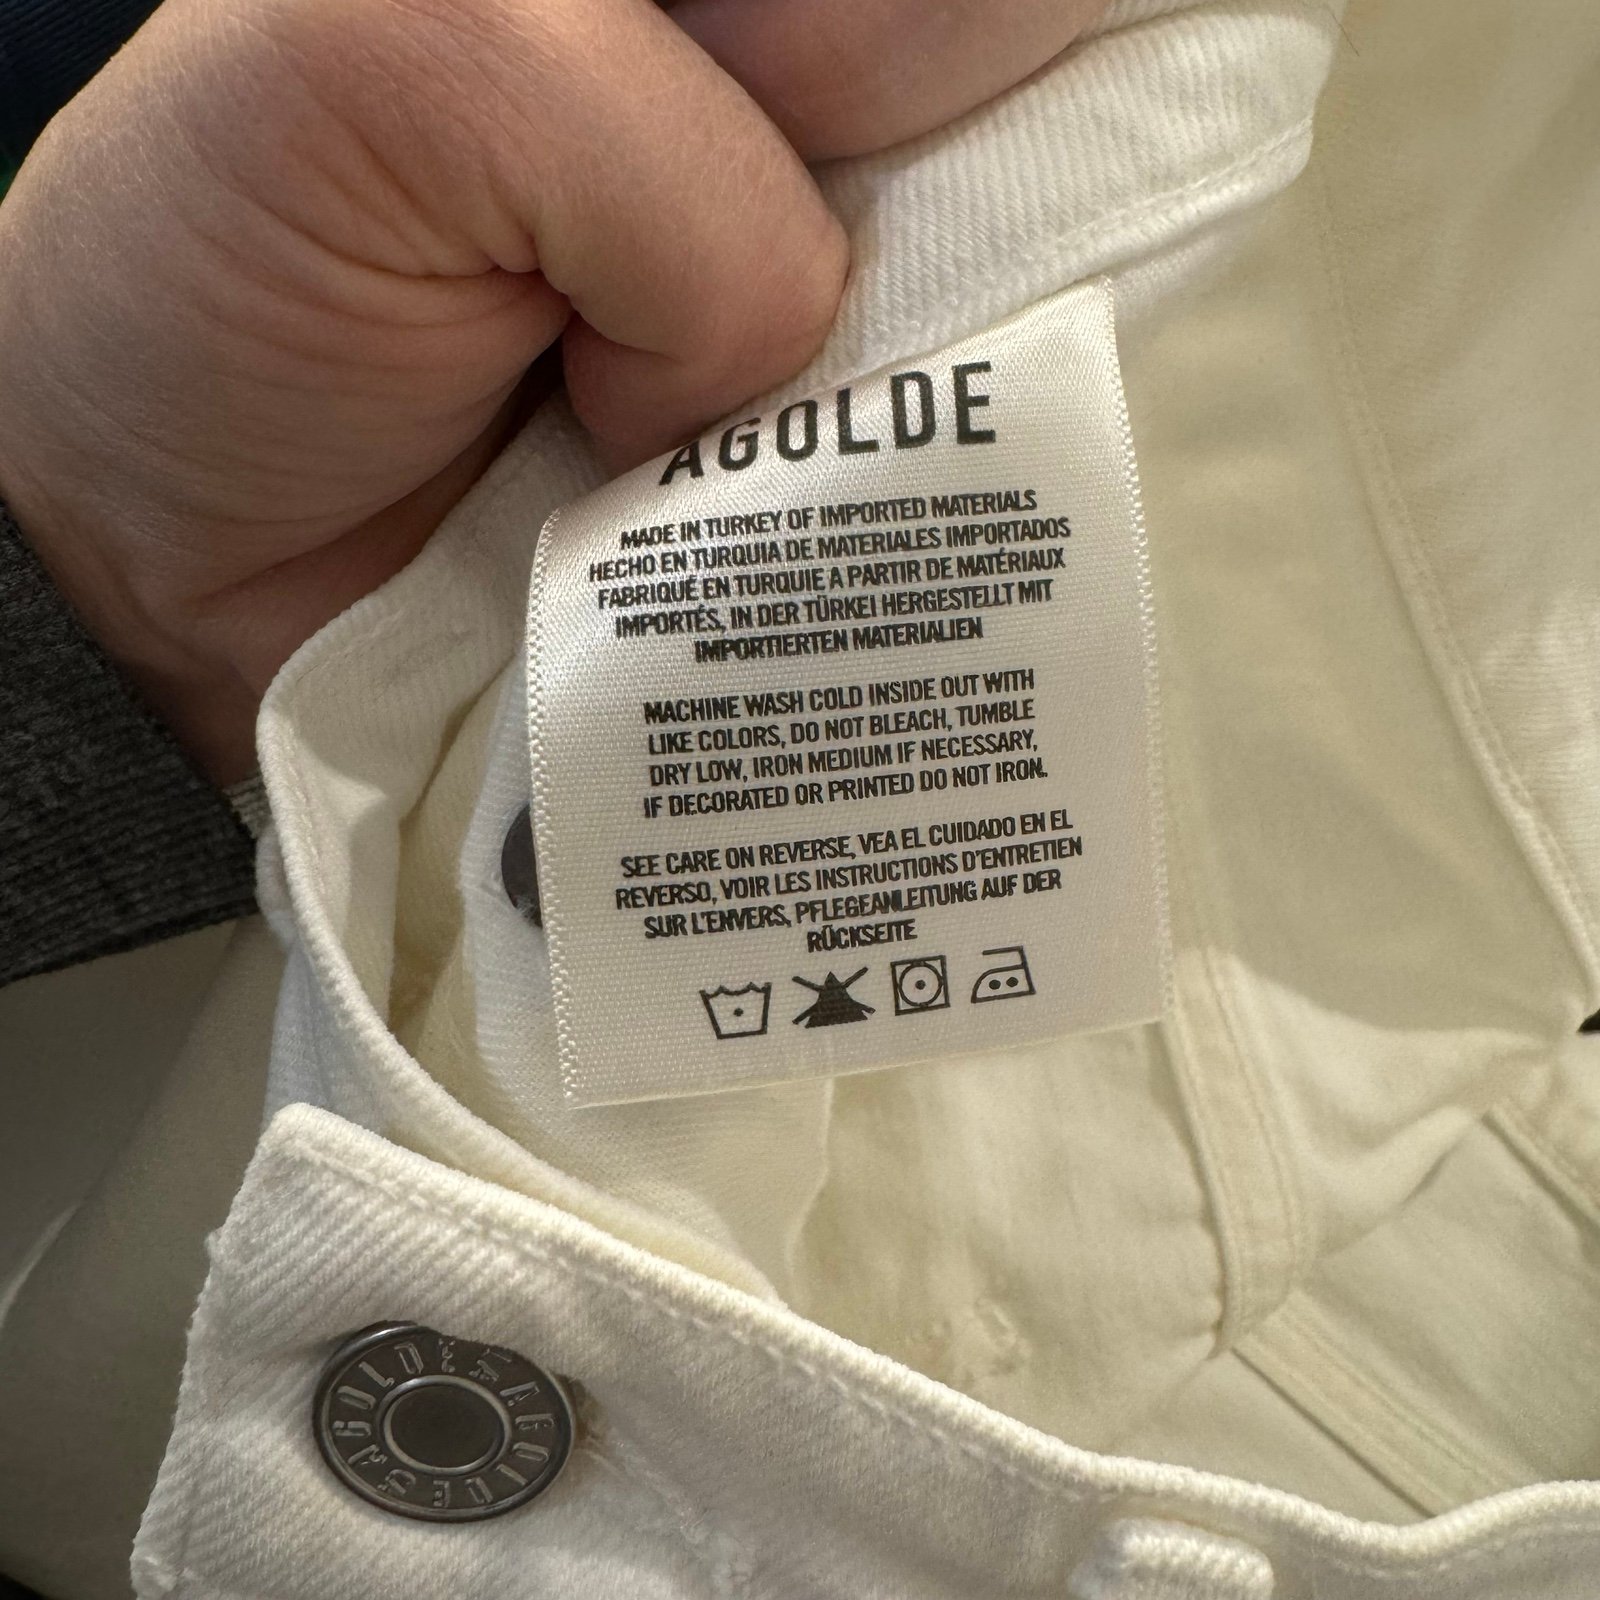 AGOLDE
MADE IN TURKEY OF IMPORTED MATERIALS
HECHO EN TURQUIA DE MATERIALES IMPORTADOS
FABRIQUÉ EN TURQUIE A PARTIR DE MATÉRIAUX
IMPORTÉS, IN DER TÜRKEI HERGESTELLT MIT
IMPORTIERTEN MATERIALIEN
MACHINE WASH COLD INSIDE OUT WITH
LIKE COLORS, DO NOT BLEACH, TUMBLE
DRY LOW, IRON MEDIUM IF NECESSARY,
IF DECORATED OR PRINTED DO NOT IRON.
SEE CARE ON REVERSE, VEA EL CUIDADO EN EL
REVERSO, VOIR LES INSTRUCTIONS D'ENTRETIEN
SUR L'ENVERS, PFLEGEANLEITUNG AUF DER
RÜCKSEITE
AGOLDE AGOLDE